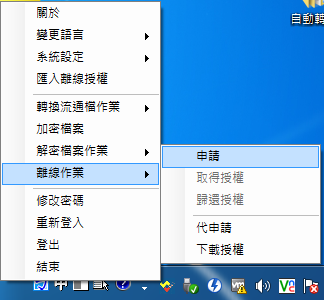 關於
變更語言
系統設定
匯入離線授權
轉換流通檔作業
加密檔案
解密檔案作業
離線作業
修改密碼
重新登入
登出
結束
申請
取得授權
歸還授權
代申請
下載授權
自動轉
中